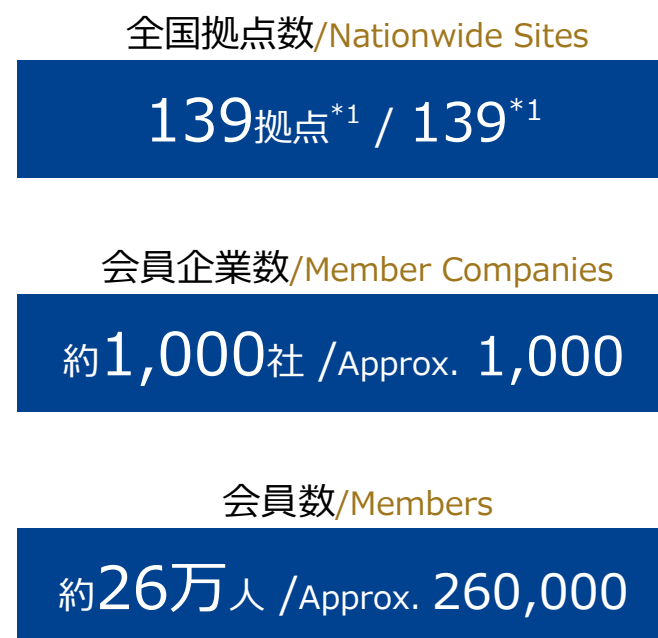 全国拠点数/Nationwide Sites
139拠点*1 / 139*1
会員企業数/Member Companies
約1,000社 /Approx. 1,000
会員数/Members
約26万人 /Approx. 260,000